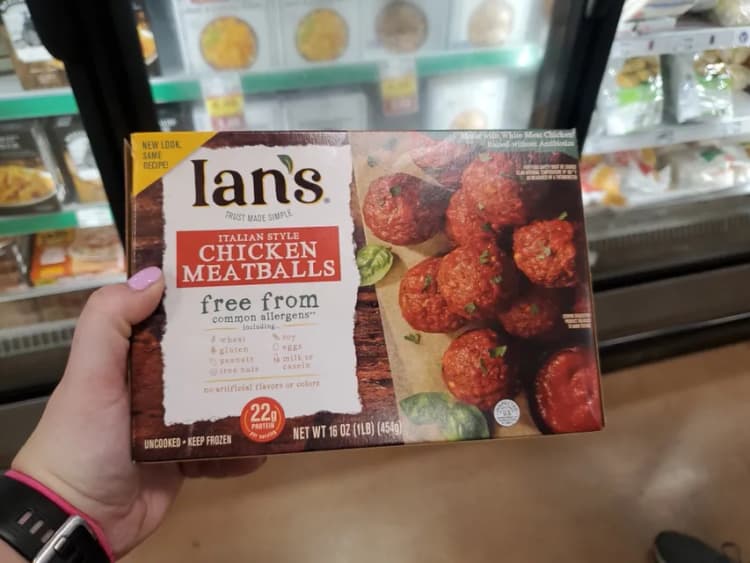 NEW LOOK,
SAME
RECIPE!
Ian's
TRUST MADE SIMPLE
ITALIAN STYLE
CHICKEN
MEATBALLS
free from
common allergens**
including...
wheat
gluten
peanuts
tree nuts
soy
eggs
milk or
casein
no artificial flavors or colors
22g
PROTEIN
UNCOOKED • KEEP FROZEN
NET WT 16 OZ (1LB) (454g)
Made with White Meat Chicken
Raised without Antibiotics